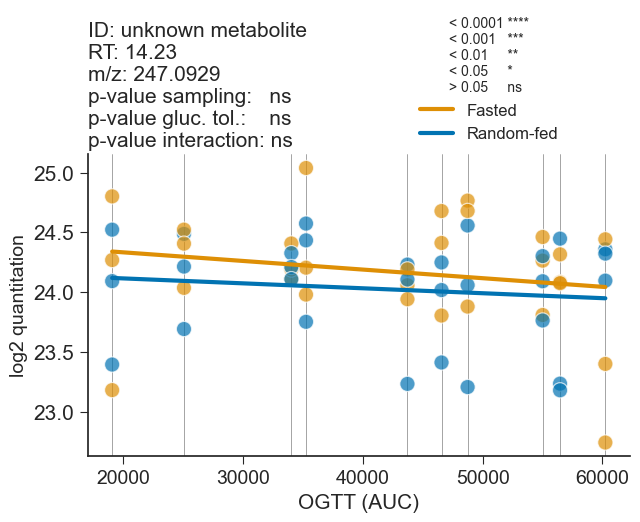 ID: unknown metabolite
RT: 14.23
m/z: 247.0929
p-value sampling: ns
p-value gluc. tol.: ns
p-value interaction: ns
< 0.0001 ****
< 0.001 ***
< 0.01 **
< 0.05 *
> 0.05 ns
Fasted
Random-fed
25.0
24.5
24.0
23.5
23.0
log2 quantitation
20000 30000 40000 50000 60000
OGTT (AUC)